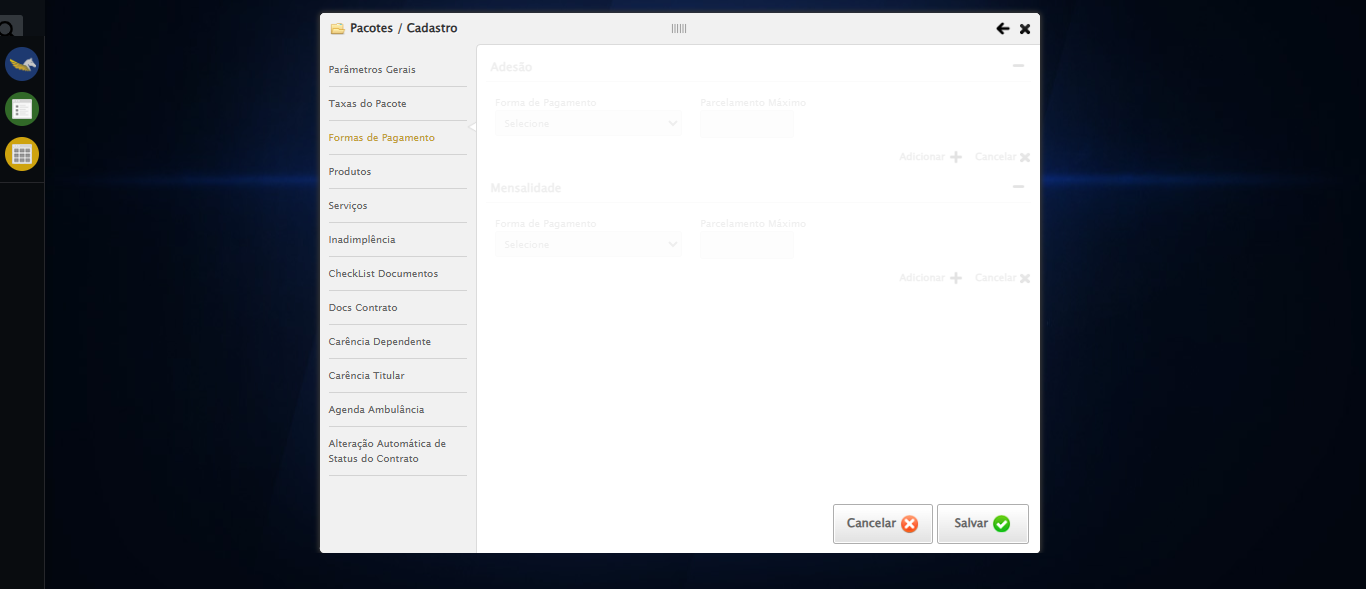 Pacotes / Cadastro
Parâmetros Gerais
Taxas do Pacote
Formas de Pagamento
Produtos
Serviços
Inadimplência
CheckList Documentos
Docs Contrato
Carência Dependente
Carência Titular
Agenda Ambulância
Alteração Automática de
Status do Contrato
Adesão
Forma de Pagamento Parcelamento Máximo
Selecione
Adicionar Cancelar
Mensalidade
Forma de Pagamento Parcelamento Máximo
Selecione
Adicionar Cancelar
Cancelar Salvar